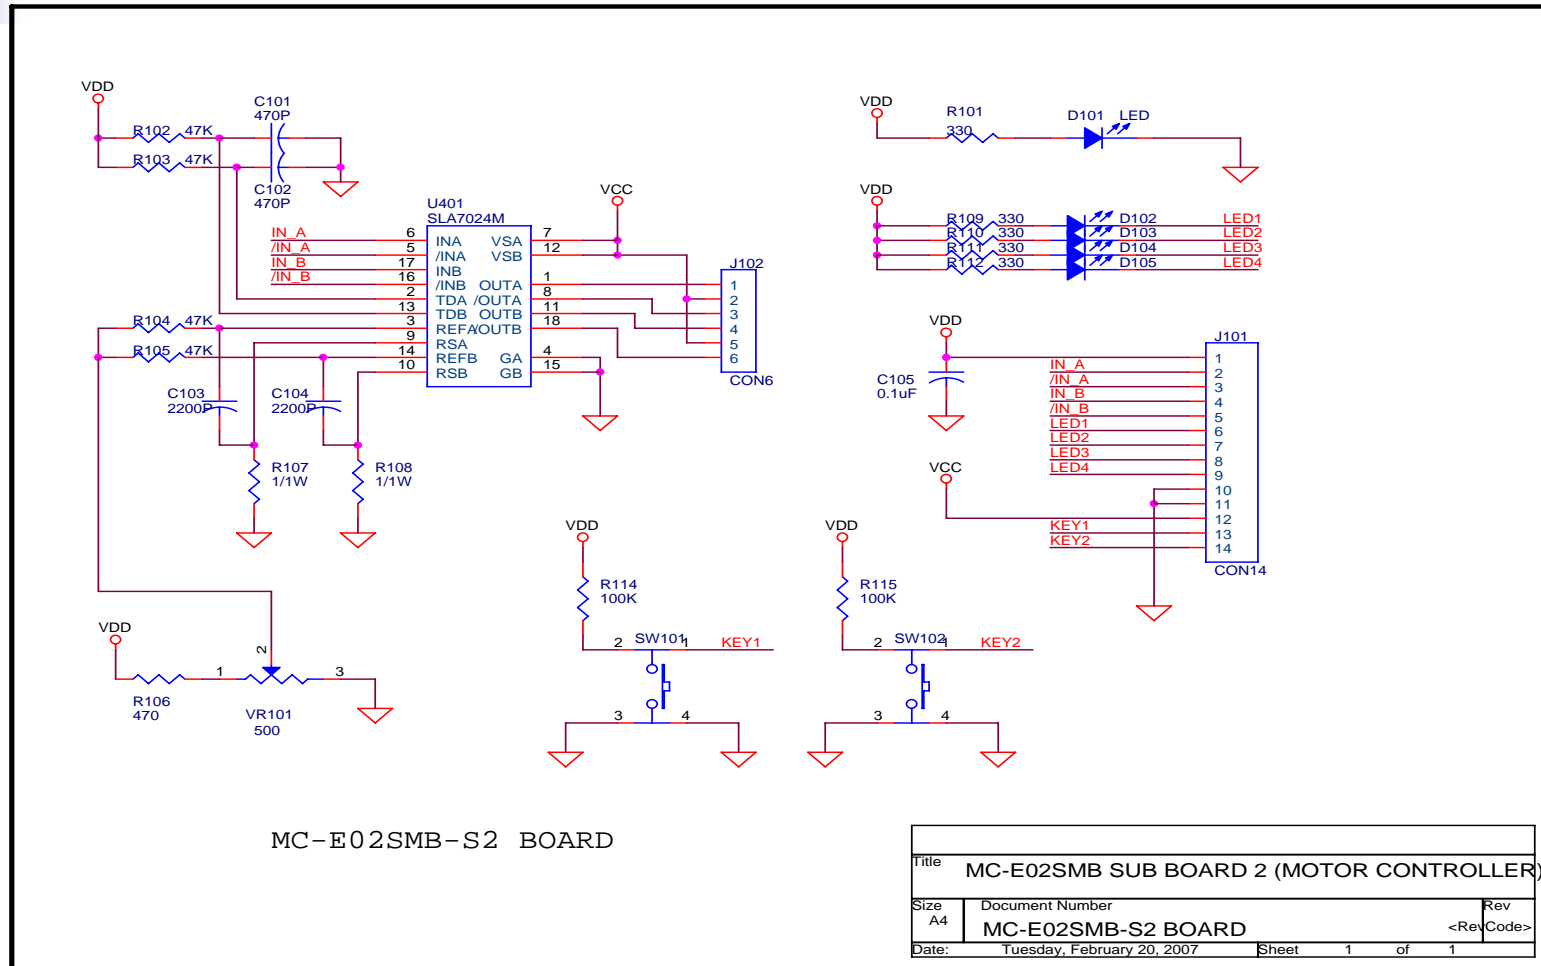 VDD
R102 47K
R103 47K
C101
470P
C102
470P
VDD
R101
330
D101 LED
VDD
R109 330 D102 LED1
R110 330 D103 LED2
R111 330 D104 LED3
R112 330 D105 LED4
U401
SLA7024M
VCC
IN_A 6 INA VSA 7
/IN_A 5 /INA VSB 12
IN_B 17 INB
/IN_B 16 /INB OUTA 1
2 TDA /OUTA 8
13 TDB OUTB 11
3 REFA /OUTB 18
9 RSA
14 REFB GA 4
10 RSB GB 15
J102
1
2
3
4
5
6
CON6
R104 47K
R105 47K
C103
2200P
C104
2200P
R107
1/1W
R108
1/1W
VDD
C105
0.1uF
VCC
J101
1
IN_A 2
/IN_A 3
IN_B 4
/IN_B 5
LED1 6
LED2 7
LED3 8
LED4 9
10
11
12
KEY1 13
KEY2 14
CON14
VDD
R106
470
1 2 3
VR101
500
VDD
R114
100K
2 SW101 1 KEY1
3 4
VDD
R115
100K
2 SW102 1 KEY2
3 4
MC-E02SMB-S2 BOARD
Title
MC-E02SMB SUB BOARD 2 (MOTOR CONTROLLER)
Size Document Number Rev
A4 MC-E02SMB-S2 BOARD <RevCode>
Date: Tuesday, February 20, 2007 Sheet 1 of 1